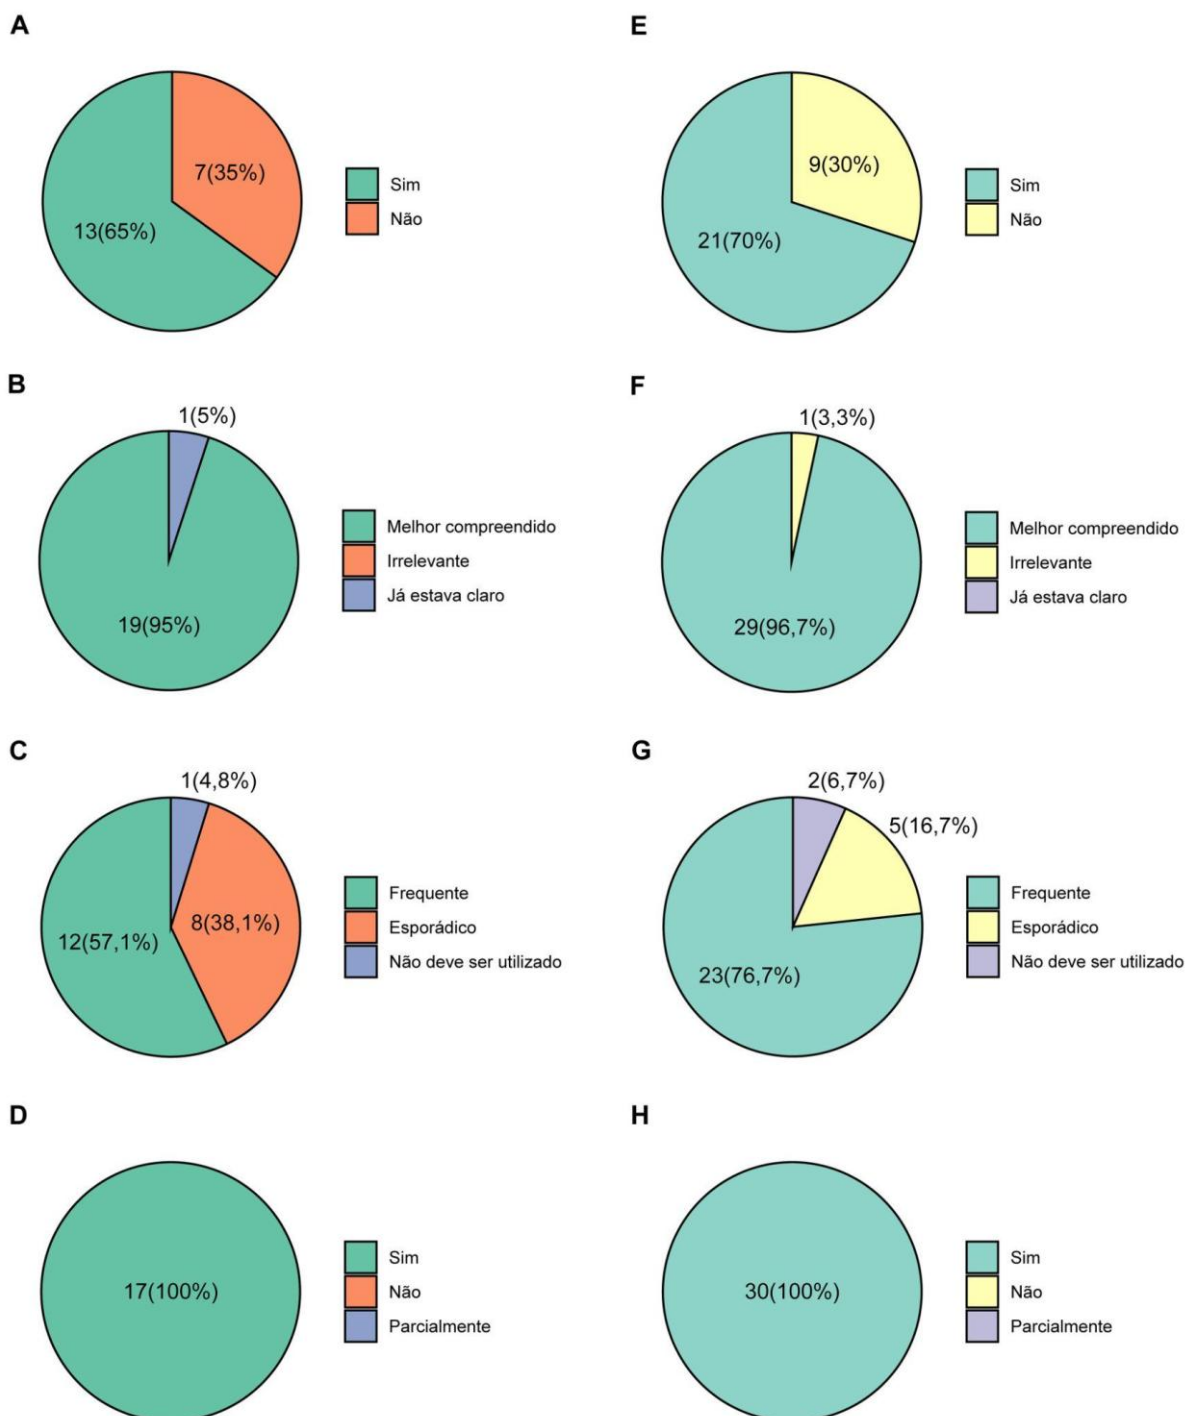 A
7(35%)
13(65%)
Sim
Não
E
9(30%)
21(70%)
Sim
Não
B
1(5%)
19(95%)
Melhor compreendido
Irrelevante
Já estava claro
F
1(3,3%)
29(96,7%)
Melhor compreendido
Irrelevante
Já estava claro
C
1(4,8%)
8(38,1%)
12(57,1%)
Frequente
Esporádico
Não deve ser utilizado
G
2(6,7%)
5(16,7%)
23(76,7%)
Frequente
Esporádico
Não deve ser utilizado
D
17(100%)
Sim
Não
Parcialmente
H
30(100%)
Sim
Não
Parcialmente